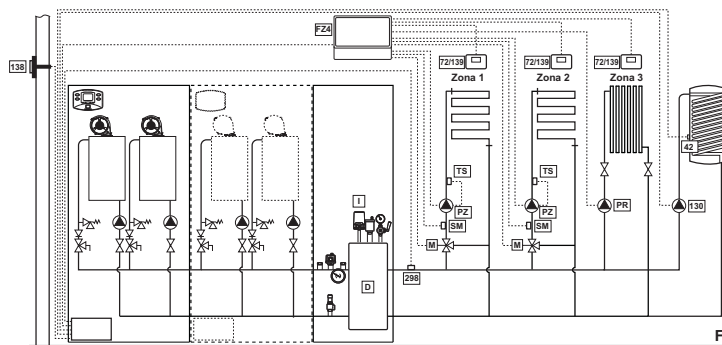 FZ4
72/139
72/139
72/139
138
Zona 1
Zona 2
Zona 3
42
TS
TS
I
PZ
PZ
PR
130
SM
SM
M
M
298
D
F